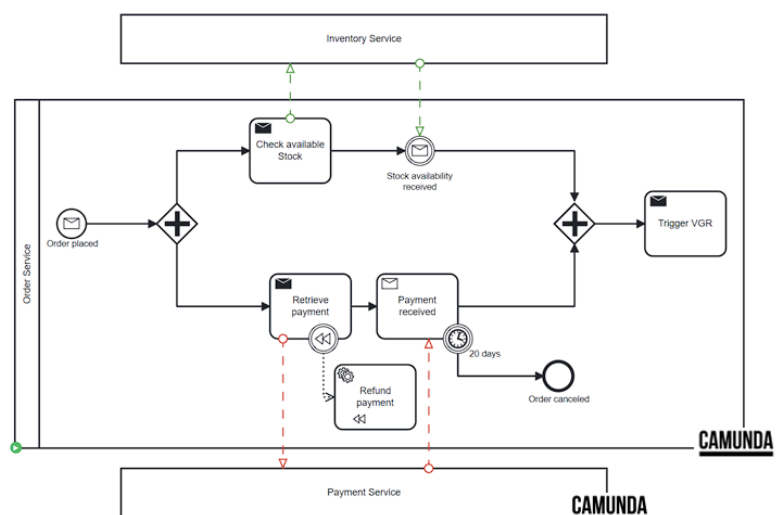 Inventory Service
Order Service
Check available
Stock
Stock availability
received
Order placed
Trigger VGR
Retrieve
payment
Payment
received
20 days
Refund
payment
Order canceled
CAMUNDA
Payment Service
CAMUNDA